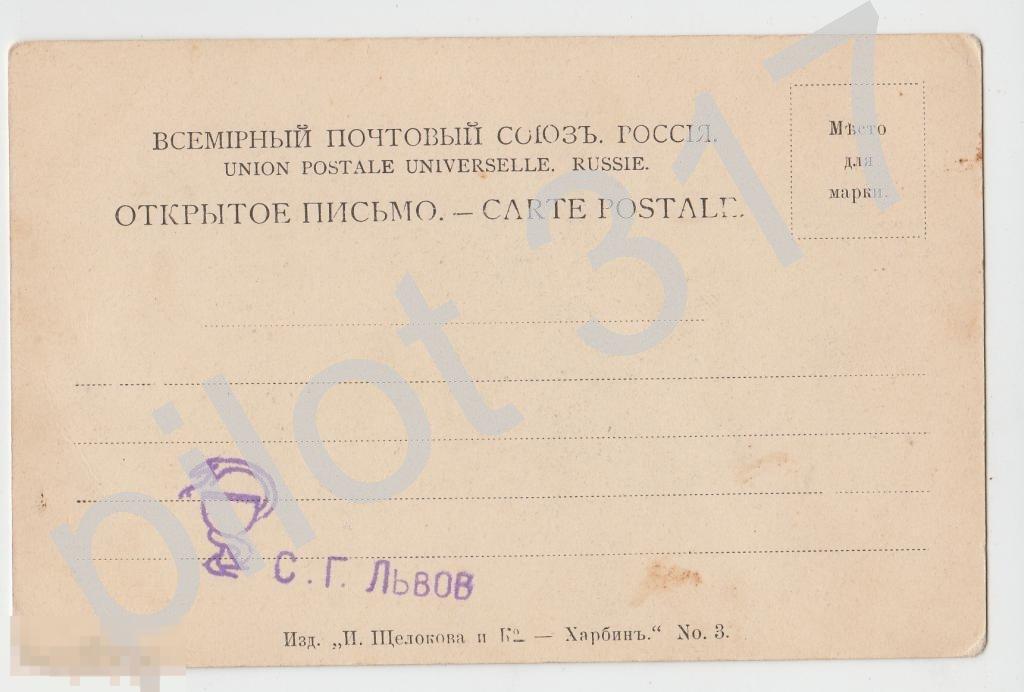 ВСЕМІРНЫЙ ПОЧТОВЫЙ СОЮЗЪ. РОССІЯ.
UNION POSTALE UNIVERSELLE. RUSSIE.
ОТКРЫТОЕ ПИСЬМО. — CARTE POSTALE.
Мѣсто
для
марки.
С. Г. ЛЬВОВ
Изд. „И. Щелокова и Ко — Харбинъ.“ No. 3.
pilot 317